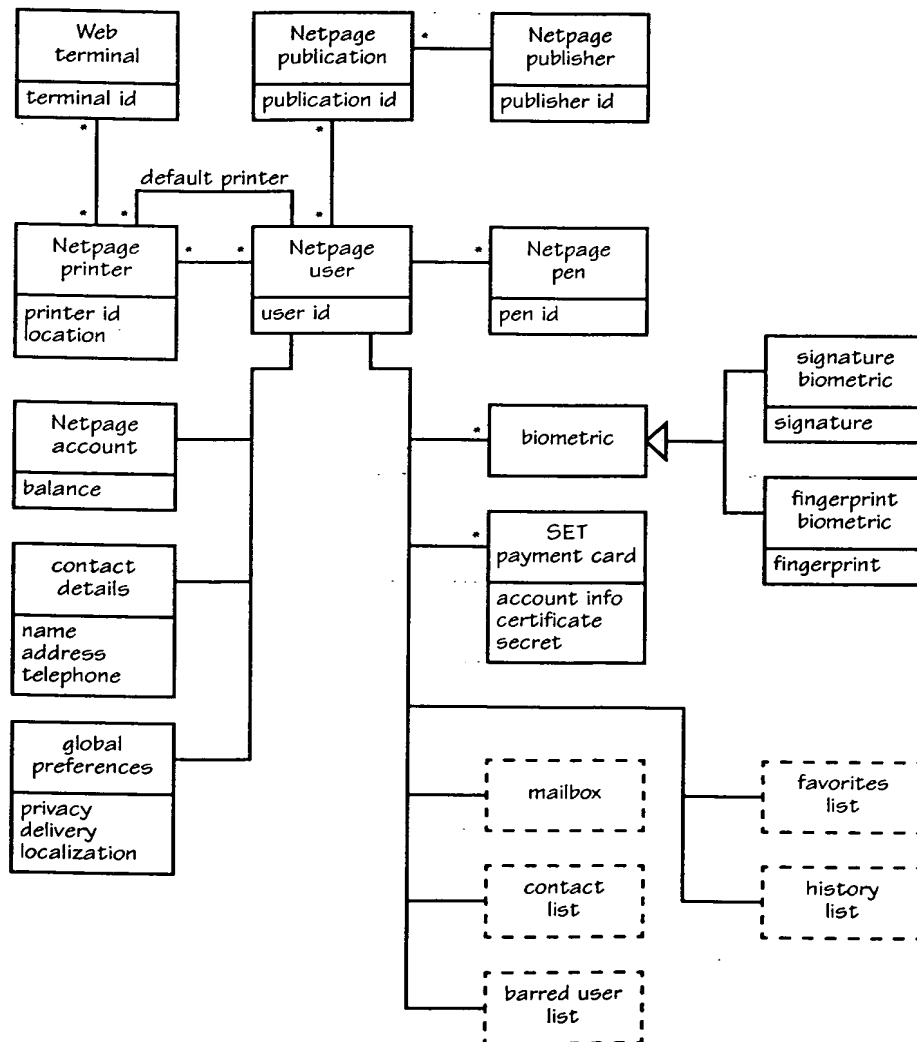 Web
terminal
terminal id
Netpage
publication
publication id
*
Netpage
publisher
publisher id
*
*
default printer
*
*
*
Netpage
printer
printer id
location
*
*
Netpage
user
user id
*
Netpage
pen
pen id
signature
biometric
signature
Netpage
account
balance
*
biometric
fingerprint
biometric
fingerprint
*
SET
payment card
account info
certificate
secret
contact
details
name
address
telephone
global
preferences
privacy
delivery
localization
mailbox
favorites
list
contact
list
history
list
barred user
list